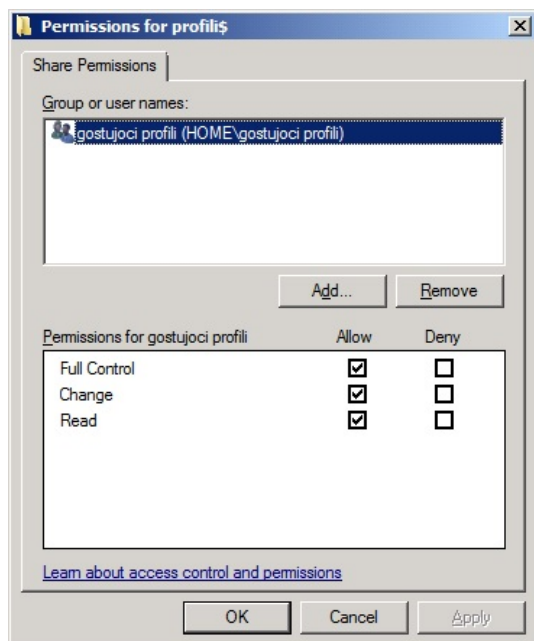 Permissions for profili$
Share Permissions
Group or user names:
gostujoci profili (HOME\gostujoci profili)
Add...
Remove
Permissions for gostujoci profili Allow Deny
Full Control
Change
Read
Learn about access control and permissions
OK Cancel Apply